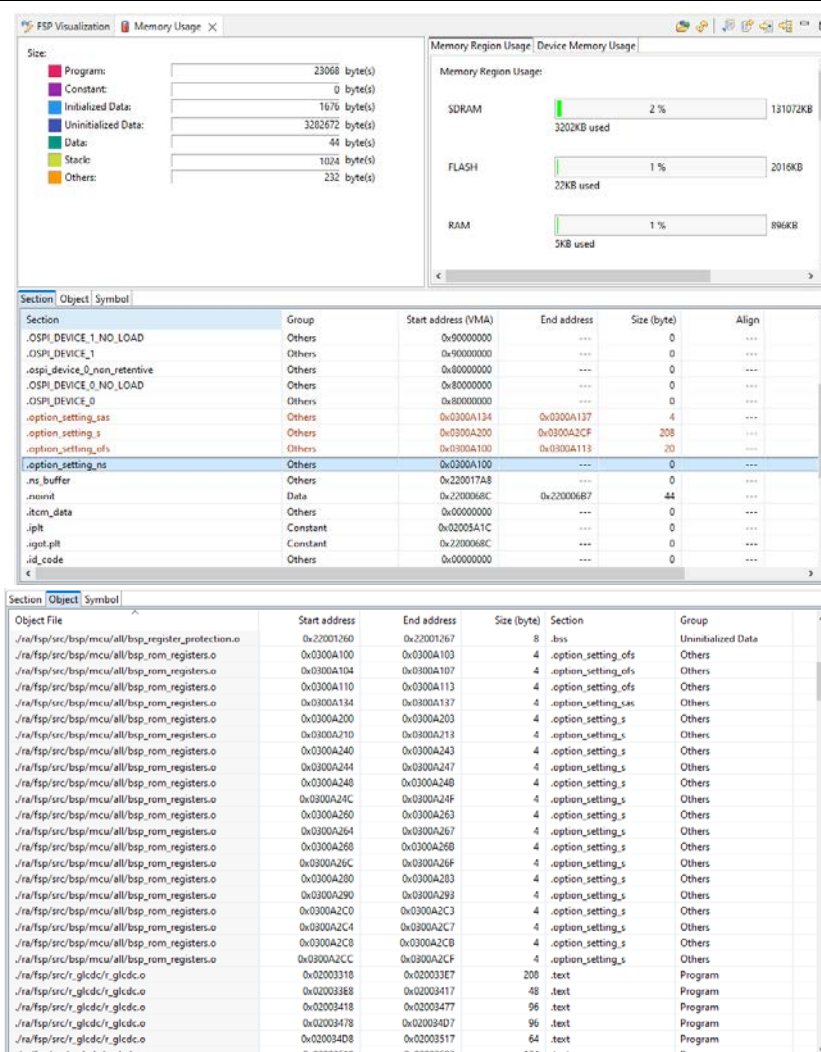 FSP Visualization Memory Usage
Size:
Program: 23068 byte(s)
Constant: 0 byte(s)
Initialized Data: 1676 byte(s)
Uninitialized Data: 3282672 byte(s)
Data: 44 byte(s)
Stack: 1024 byte(s)
Others: 232 byte(s)
Memory Region Usage Device Memory Usage
Memory Region Usage:
SDRAM 2 % 131072KB
3202KB used
FLASH 1 % 2016KB
22KB used
RAM 1 % 896KB
5KB used
Section Object Symbol
Section Group Start address (VMA) End address Size (byte) Align
.OSPI_DEVICE_1_NO_LOAD Others 0x90000000 --- 0 ---
.OSPI_DEVICE_1 Others 0x90000000 --- 0 ---
.ospi_device_0_non_retentive Others 0x80000000 --- 0 ---
.OSPI_DEVICE_0_NO_LOAD Others 0x80000000 --- 0 ---
.OSPI_DEVICE_0 Others 0x80000000 --- 0 ---
.option_setting_sas Others 0x0300A134 0x0300A137 4 ---
.option_setting_s Others 0x0300A200 0x0300A2CF 208 ---
.option_setting_ofs Others 0x0300A100 0x0300A113 20 ---
.option_setting_ns Others 0x0300A100 --- 0 ---
.ns_buffer Others 0x220017A8 --- 0 ---
.noinit Data 0x2200068C 0x220006B7 44 ---
.itcm_data Others 0x00000000 --- 0 ---
.iplt Constant 0x02005A1C --- 0 ---
.igot.plt Constant 0x2200068C --- 0 ---
.id_code Others 0x00000000 --- 0 ---
Section Object Symbol
Object File Start address End address Size (byte) Section Group
./ra/fsp/src/bsp/mcu/all/bsp_register_protection.o 0x22001260 0x22001267 8 .bss Uninitialized Data
./ra/fsp/src/bsp/mcu/all/bsp_rom_registers.o 0x0300A100 0x0300A103 4 .option_setting_ofs Others
./ra/fsp/src/bsp/mcu/all/bsp_rom_registers.o 0x0300A104 0x0300A107 4 .option_setting_ofs Others
./ra/fsp/src/bsp/mcu/all/bsp_rom_registers.o 0x0300A110 0x0300A113 4 .option_setting_ofs Others
./ra/fsp/src/bsp/mcu/all/bsp_rom_registers.o 0x0300A134 0x0300A137 4 .option_setting_sas Others
./ra/fsp/src/bsp/mcu/all/bsp_rom_registers.o 0x0300A200 0x0300A203 4 .option_setting_s Others
./ra/fsp/src/bsp/mcu/all/bsp_rom_registers.o 0x0300A210 0x0300A213 4 .option_setting_s Others
./ra/fsp/src/bsp/mcu/all/bsp_rom_registers.o 0x0300A240 0x0300A243 4 .option_setting_s Others
./ra/fsp/src/bsp/mcu/all/bsp_rom_registers.o 0x0300A244 0x0300A247 4 .option_setting_s Others
./ra/fsp/src/bsp/mcu/all/bsp_rom_registers.o 0x0300A248 0x0300A24B 4 .option_setting_s Others
./ra/fsp/src/bsp/mcu/all/bsp_rom_registers.o 0x0300A24C 0x0300A24F 4 .option_setting_s Others
./ra/fsp/src/bsp/mcu/all/bsp_rom_registers.o 0x0300A260 0x0300A263 4 .option_setting_s Others
./ra/fsp/src/bsp/mcu/all/bsp_rom_registers.o 0x0300A264 0x0300A267 4 .option_setting_s Others
./ra/fsp/src/bsp/mcu/all/bsp_rom_registers.o 0x0300A268 0x0300A26B 4 .option_setting_s Others
./ra/fsp/src/bsp/mcu/all/bsp_rom_registers.o 0x0300A26C 0x0300A26F 4 .option_setting_s Others
./ra/fsp/src/bsp/mcu/all/bsp_rom_registers.o 0x0300A280 0x0300A283 4 .option_setting_s Others
./ra/fsp/src/bsp/mcu/all/bsp_rom_registers.o 0x0300A290 0x0300A293 4 .option_setting_s Others
./ra/fsp/src/bsp/mcu/all/bsp_rom_registers.o 0x0300A2C0 0x0300A2C3 4 .option_setting_s Others
./ra/fsp/src/bsp/mcu/all/bsp_rom_registers.o 0x0300A2C4 0x0300A2C7 4 .option_setting_s Others
./ra/fsp/src/bsp/mcu/all/bsp_rom_registers.o 0x0300A2C8 0x0300A2CB 4 .option_setting_s Others
./ra/fsp/src/bsp/mcu/all/bsp_rom_registers.o 0x0300A2CC 0x0300A2CF 4 .option_setting_s Others
./ra/fsp/src/r_glcdc/r_glcdc.o 0x02003318 0x020033E7 208 .text Program
./ra/fsp/src/r_glcdc/r_glcdc.o 0x020033E8 0x02003417 48 .text Program
./ra/fsp/src/r_glcdc/r_glcdc.o 0x02003418 0x02003477 96 .text Program
./ra/fsp/src/r_glcdc/r_glcdc.o 0x02003478 0x020034D7 96 .text Program
./ra/fsp/src/r_glcdc/r_glcdc.o 0x020034D8 0x02003517 64 .text Program